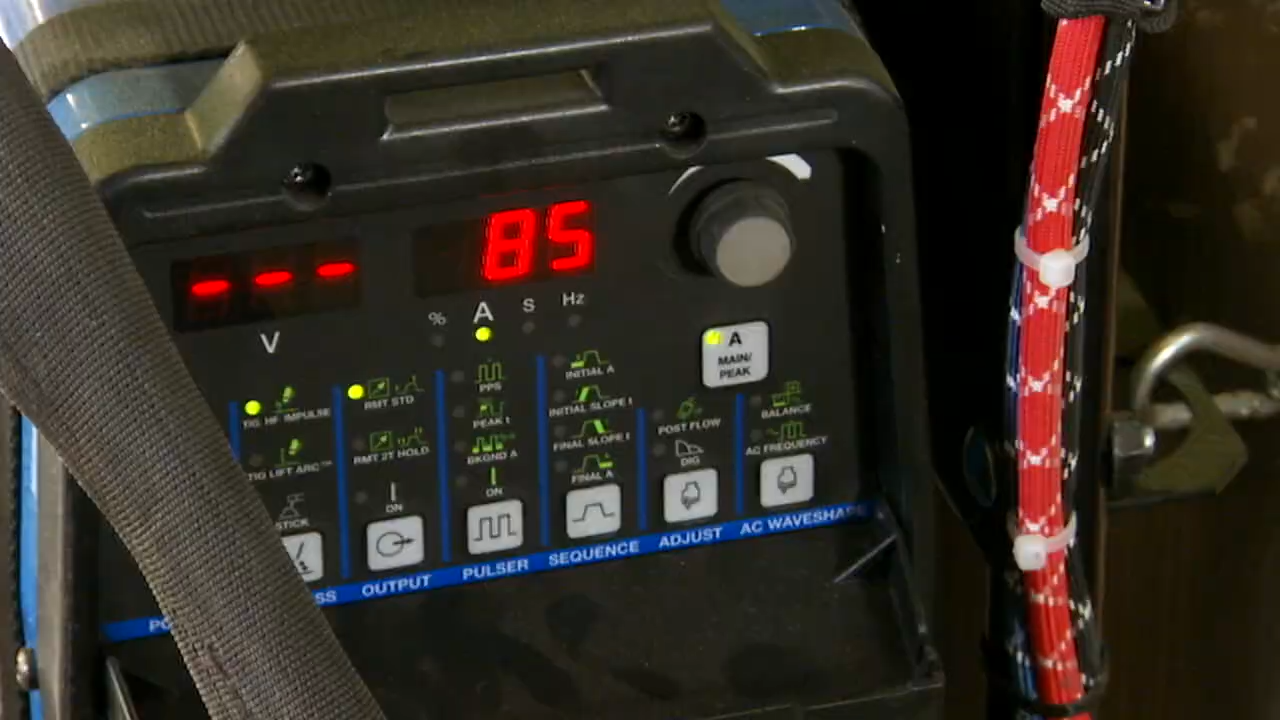 85
- - -
V
% A S Hz
A
MAIN/
PEAK
TIG HF IMPULSE
TIG LIFT ARC™
STICK
RMT STD
RMT 2T HOLD
ON
PPS
PEAK t
BKGND A
ON
INITIAL A
INITIAL SLOPE t
FINAL SLOPE t
FINAL A
POST FLOW
DIG
BALANCE
AC FREQUENCY
OUTPUT
PULSER
SEQUENCE
ADJUST
AC WAVESHAPE